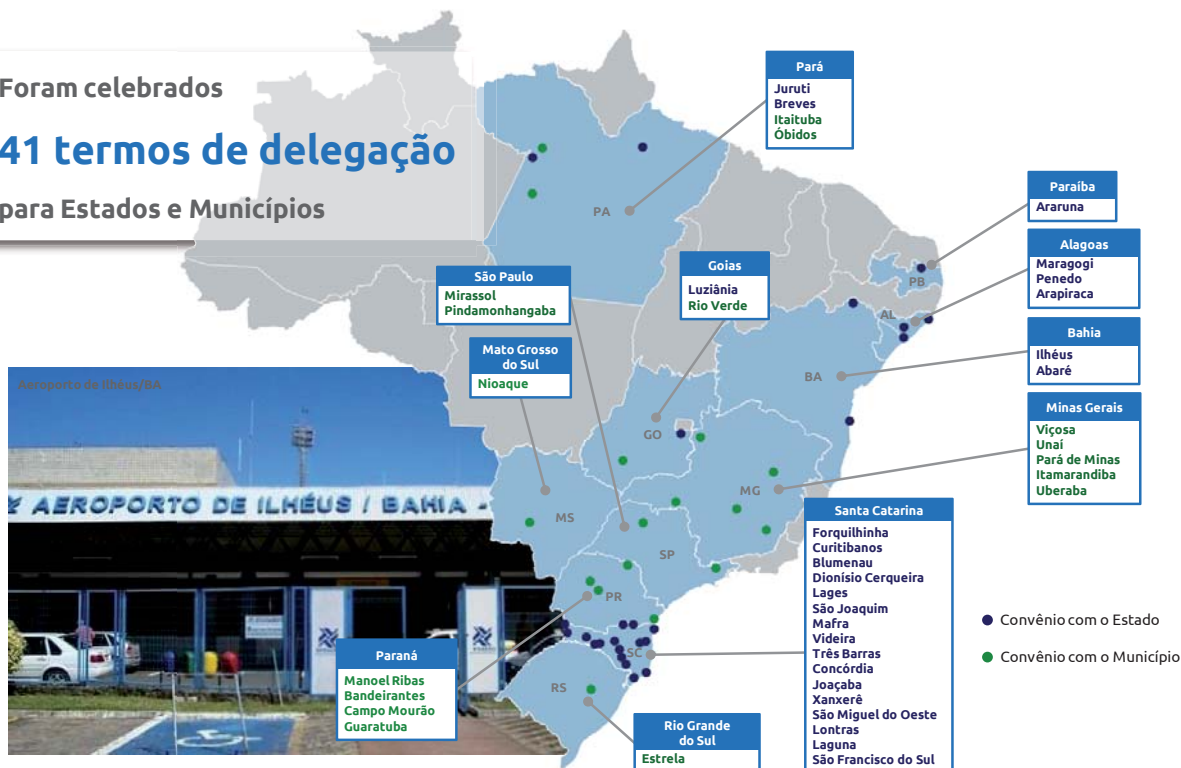 Foram celebrados
41 termos de delegação
para Estados e Municípios
Pará
Juruti
Breves
Itaituba
Óbidos
Paraíba
Araruna
Alagoas
Maragogi
Penedo
Arapiraca
Bahia
Ilhéus
Abaré
Minas Gerais
Viçosa
Unaí
Pará de Minas
Itamarandiba
Uberaba
Goias
Luziânia
Rio Verde
São Paulo
Mirassol
Pindamonhangaba
Mato Grosso
do Sul
Nioaque
Santa Catarina
Forquilhinha
Curitibanos
Blumenau
Dionísio Cerqueira
Lages
São Joaquim
Mafra
Videira
Três Barras
Concórdia
Joaçaba
Xanxerê
São Miguel do Oeste
Lontras
Laguna
São Francisco do Sul
Paraná
Manoel Ribas
Bandeirantes
Campo Mourão
Guaratuba
Rio Grande
do Sul
Estrela
PA
PB
AL
BA
GO
MG
MS
SP
PR
SC
RS
Convênio com o Estado
Convênio com o Município
Aeroporto de Ilhéus/BA
AEROPORTO DE ILHÉUS / BAHIA -